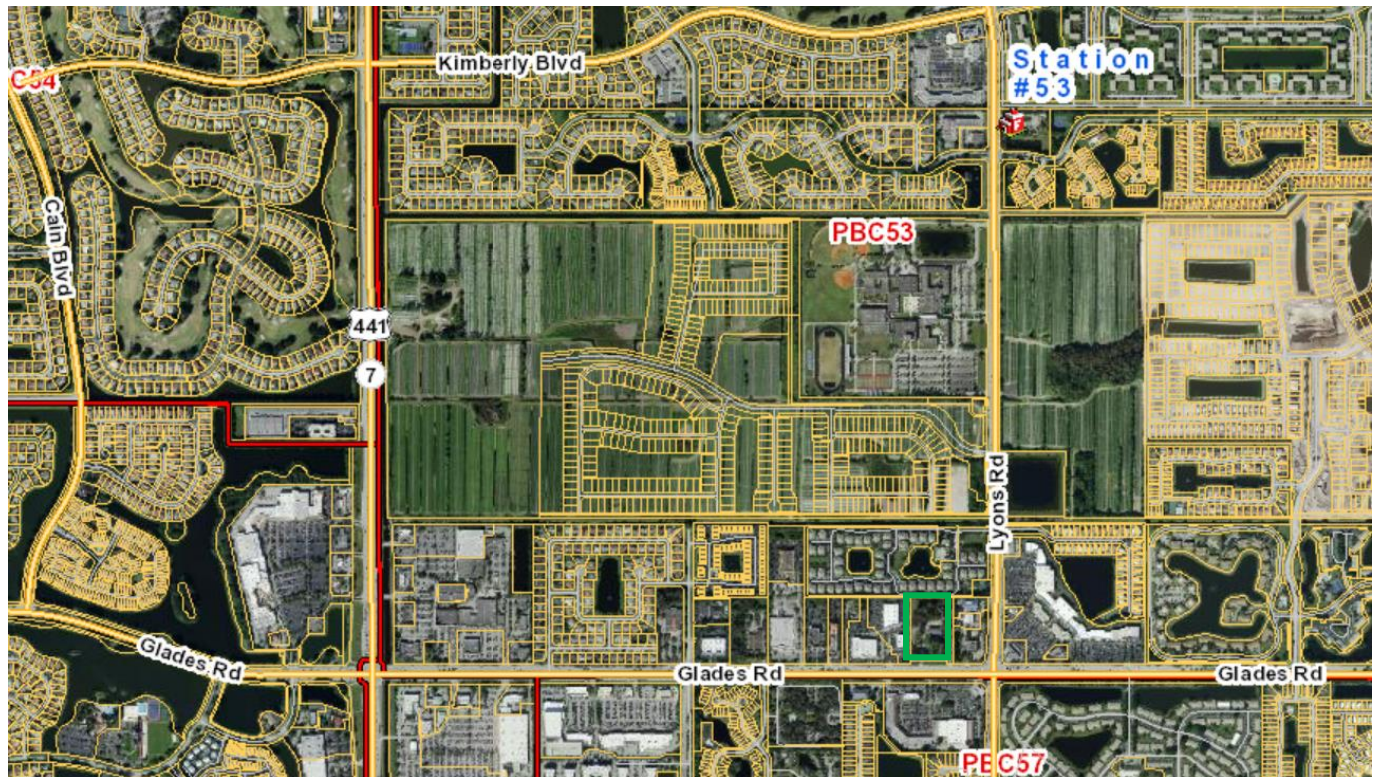 Kimberly Blvd
Station
#53
C54
Cain Blvd
PBC53
441
7
Lyons Rd
Glades Rd
Glades Rd
Glades Rd
PBC57